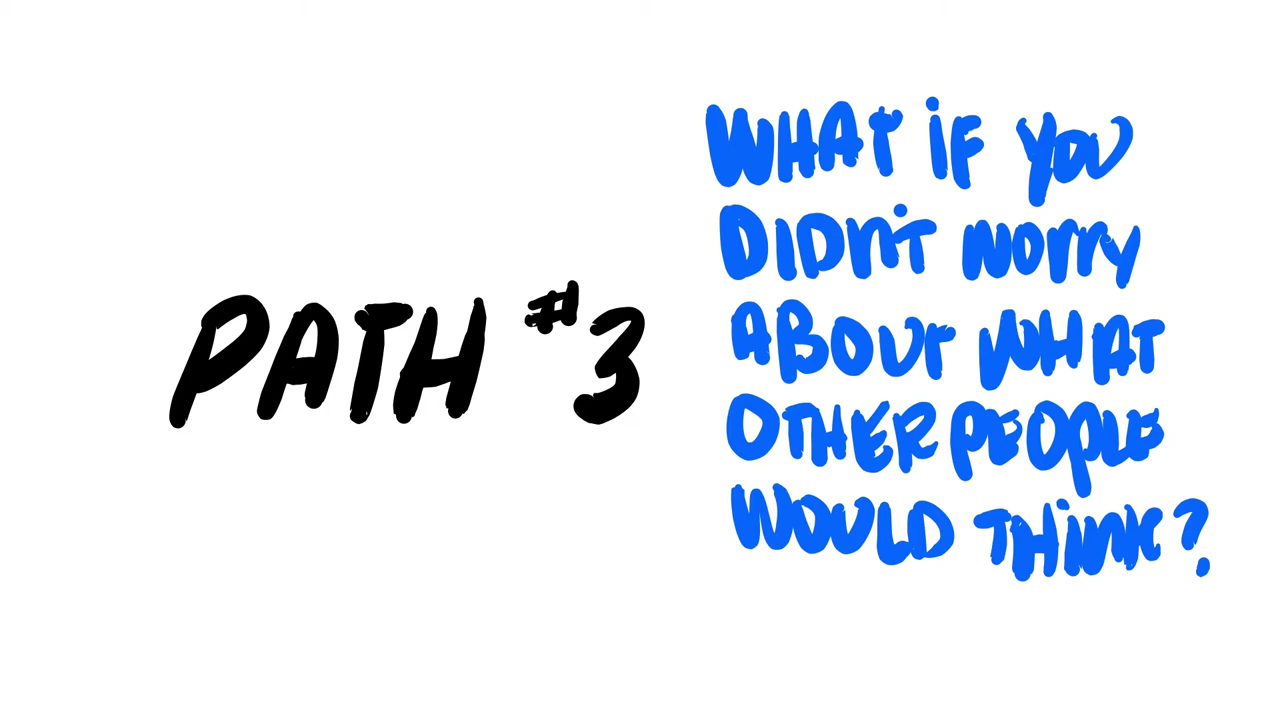 PATH #3
WHAT iF YOU
DiDn't worry
ABOUT WHAT
OTHER PEOPLE
WOULD THiNK?